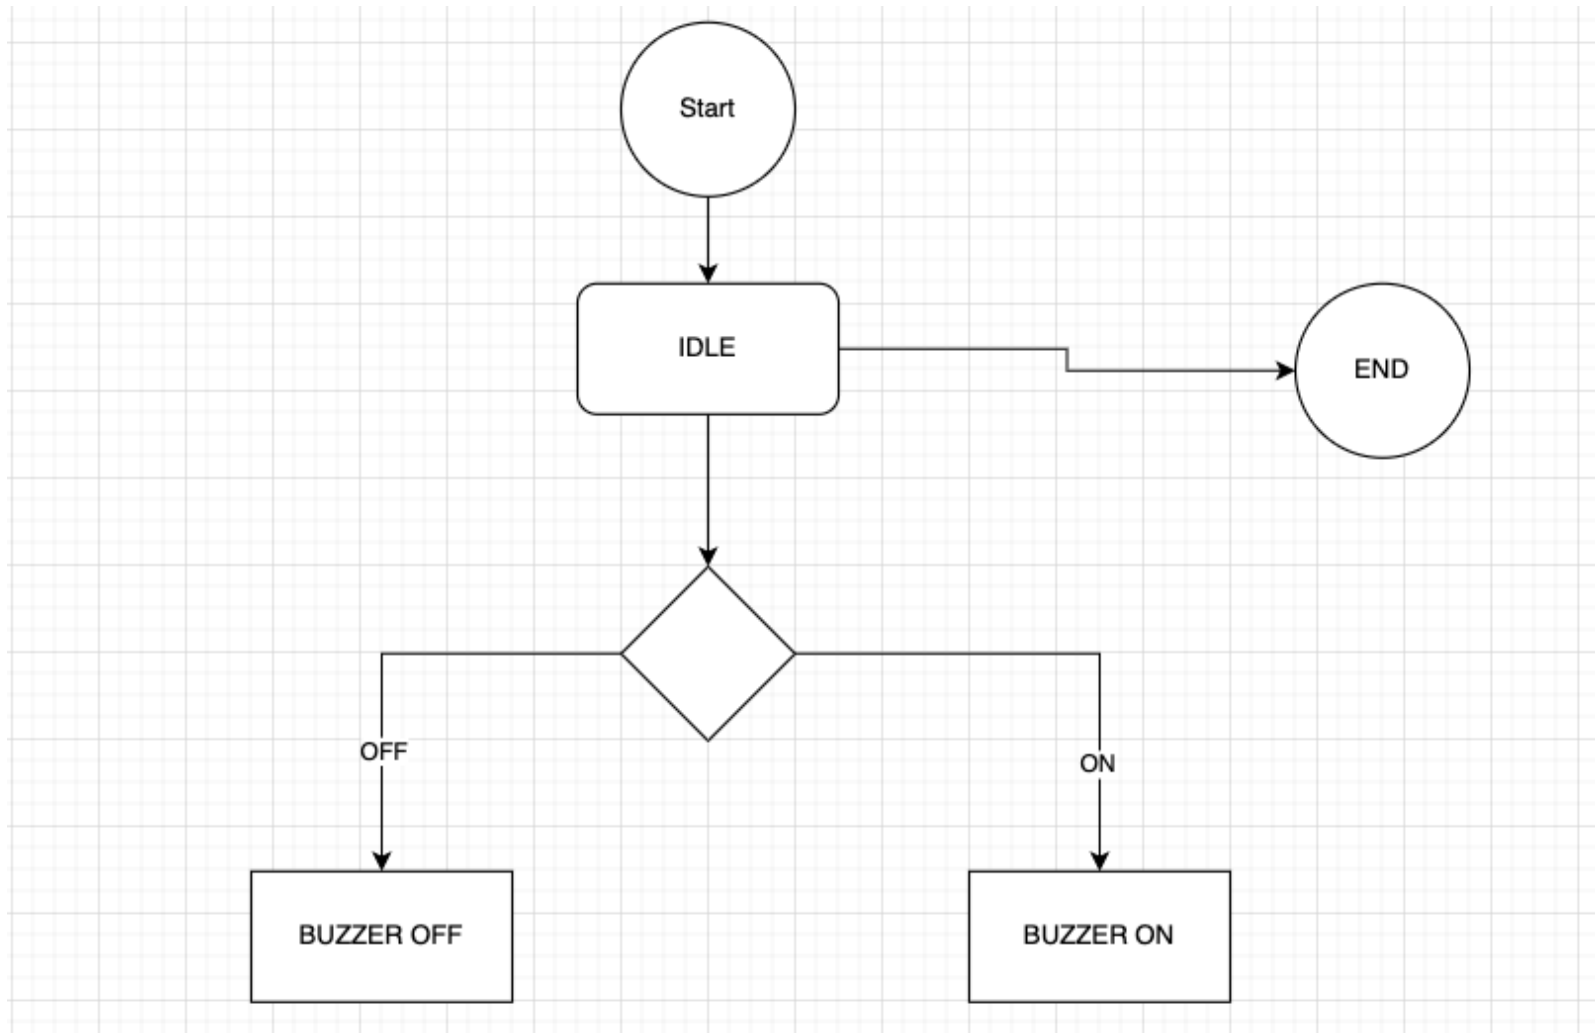 Start
IDLE
END
OFF
ON
BUZZER OFF
BUZZER ON